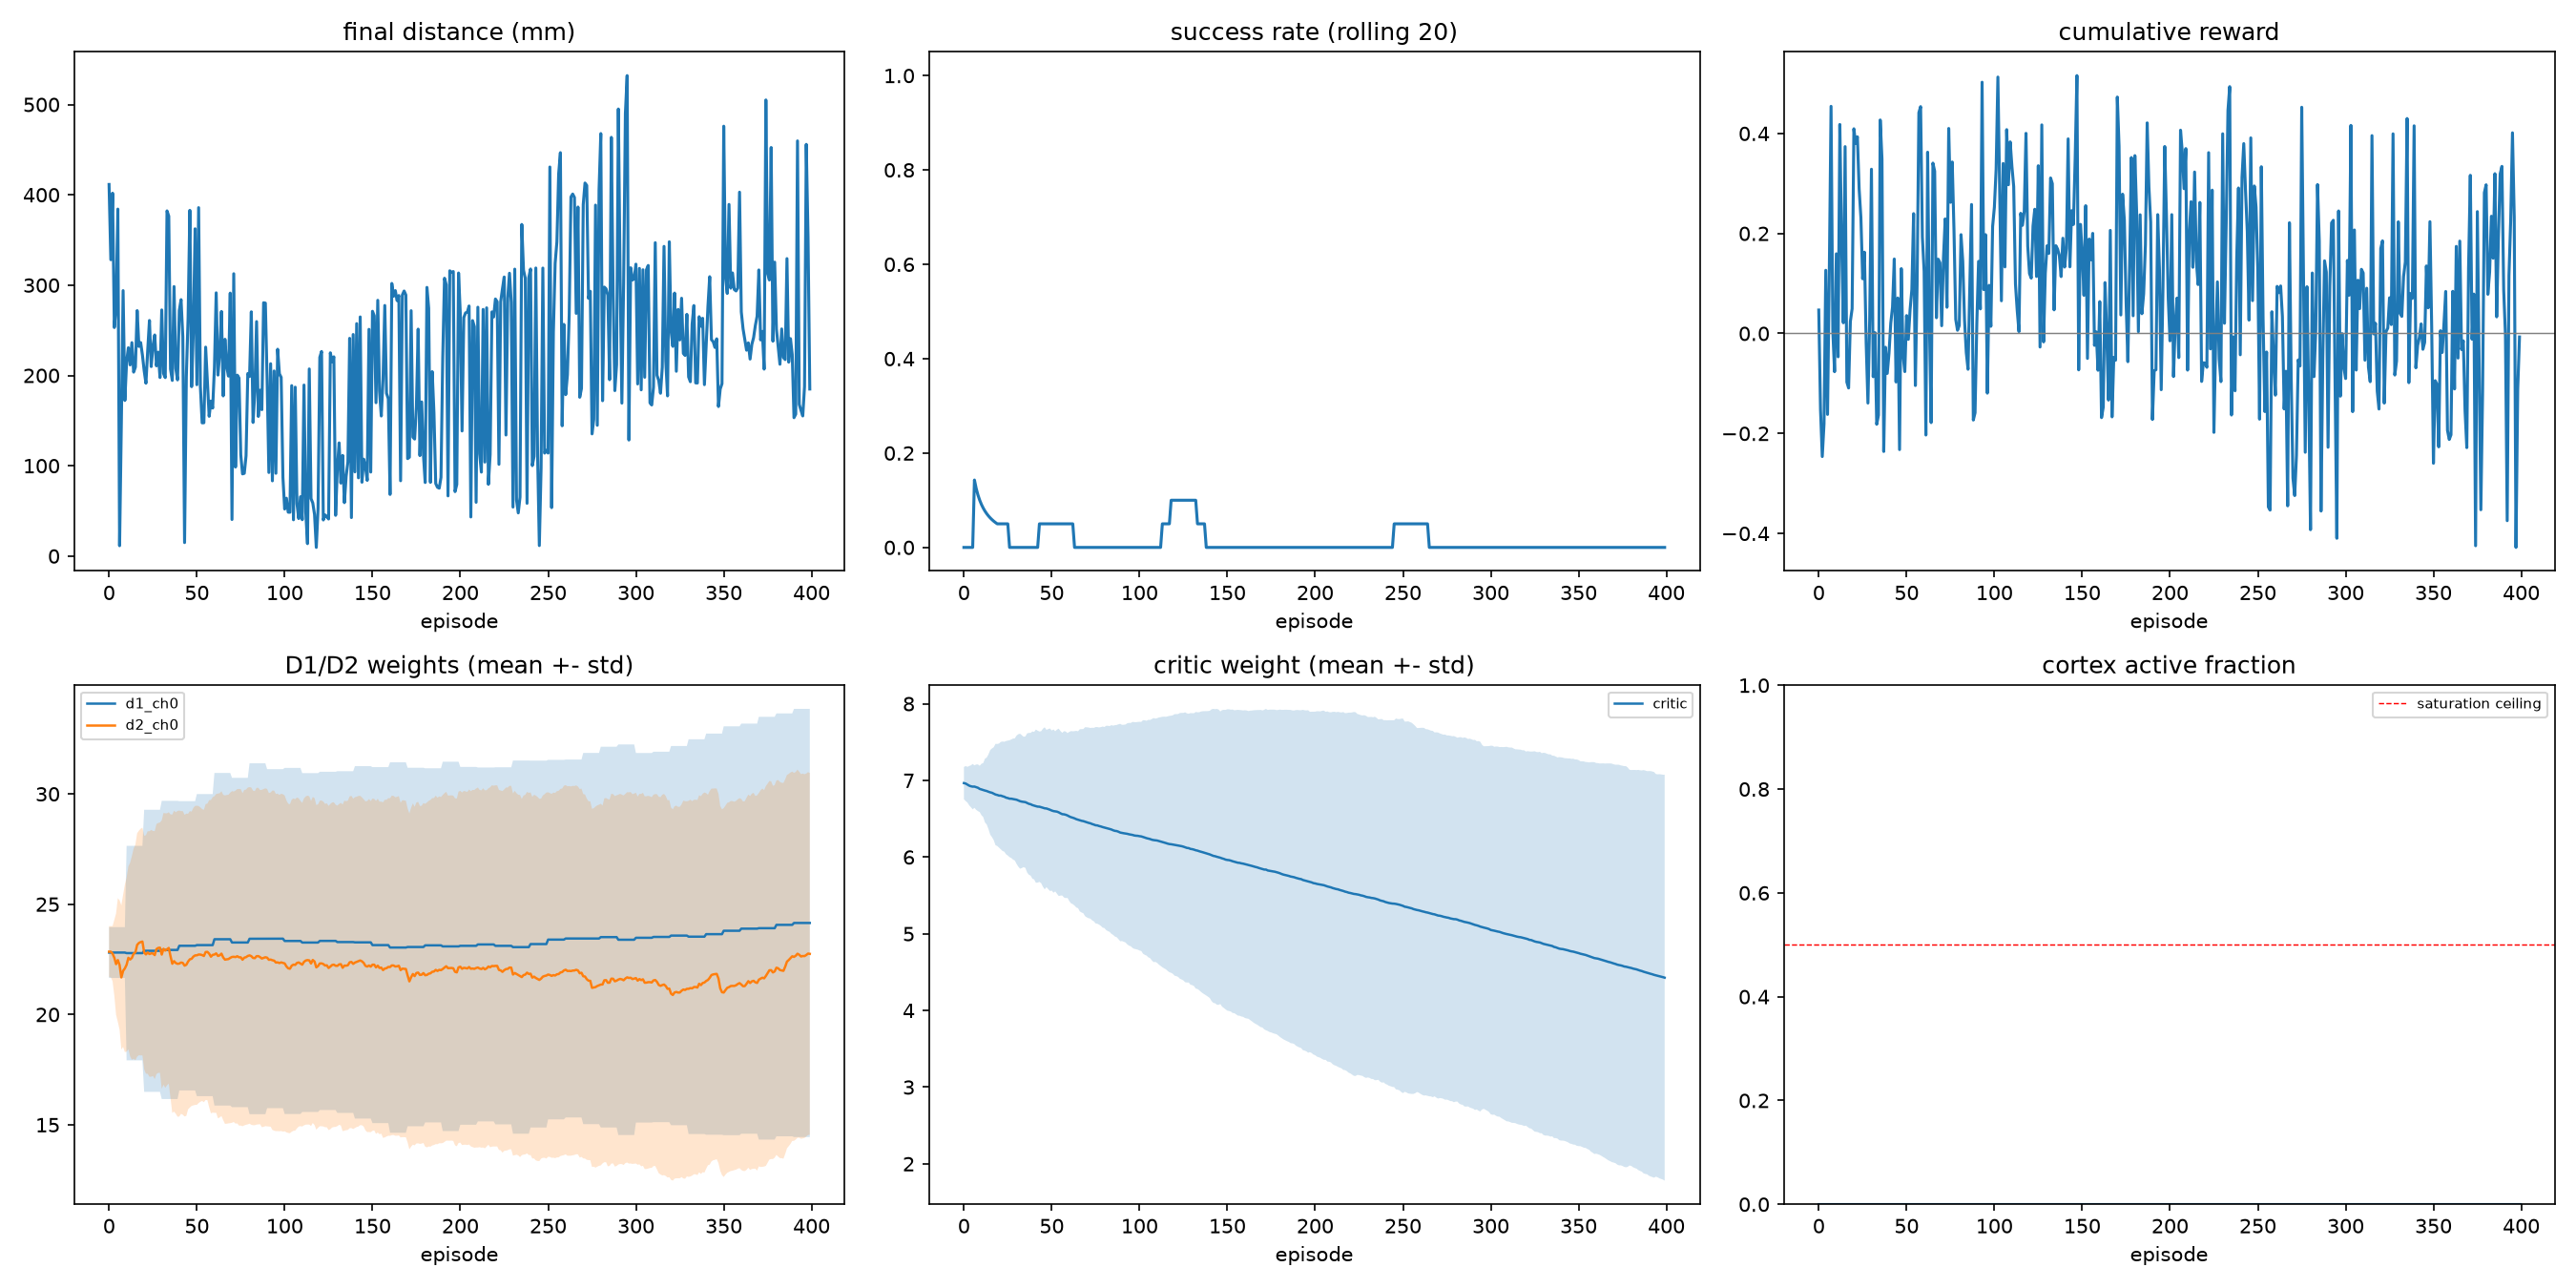 final distance (mm)
500
400
300
200
100
0
0 50 100 150 200 250 300 350 400
episode
success rate (rolling 20)
1.0
0.8
0.6
0.4
0.2
0.0
0 50 100 150 200 250 300 350 400
episode
cumulative reward
0.4
0.2
0.0
−0.2
−0.4
0 50 100 150 200 250 300 350 400
episode
D1/D2 weights (mean +- std)
d1_ch0
d2_ch0
30
25
20
15
0 50 100 150 200 250 300 350 400
episode
critic weight (mean +- std)
critic
8
7
6
5
4
3
2
0 50 100 150 200 250 300 350 400
episode
cortex active fraction
saturation ceiling
1.0
0.8
0.6
0.4
0.2
0.0
0 50 100 150 200 250 300 350 400
episode